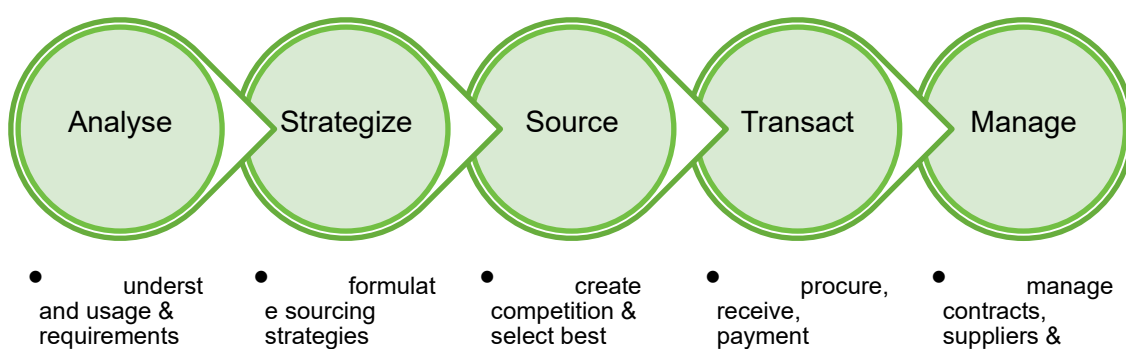 Analyse
Strategize
Source
Transact
Manage
• underst
and usage &
requirements
• formulat
e sourcing
strategies
• create
competition &
select best
• procure,
receive,
payment
• manage
contracts,
suppliers &